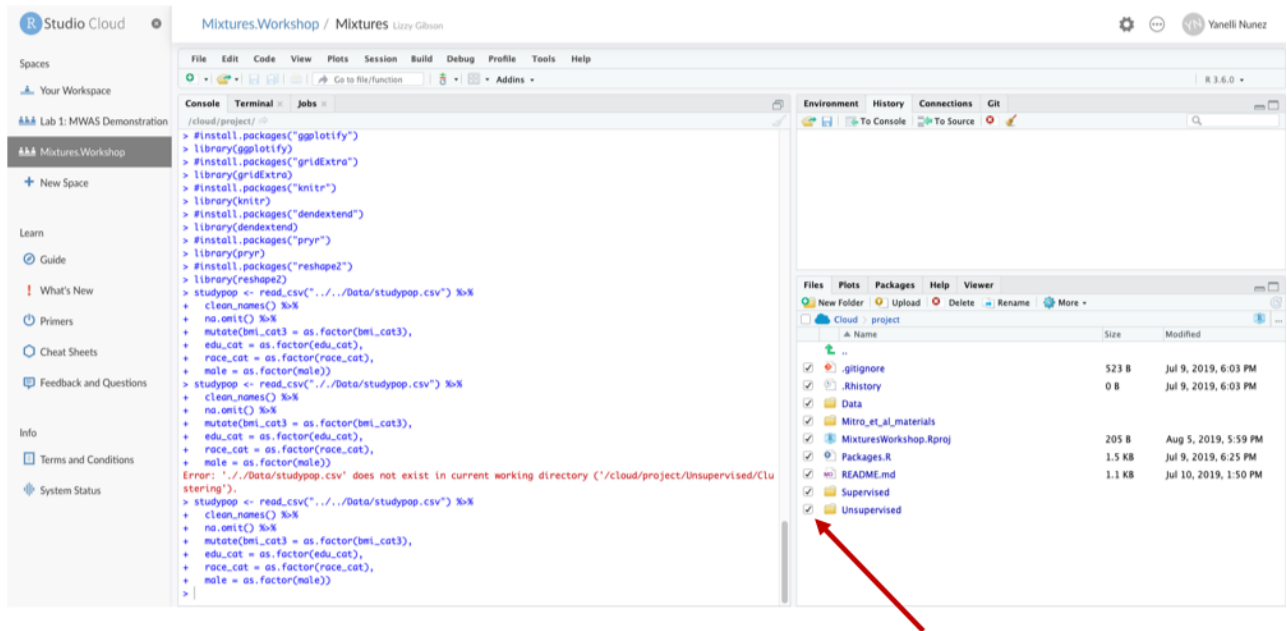 R Studio Cloud
Mixtures.Workshop / Mixtures Lizzy Gibson
YN Yanelli Nunez
Spaces
Your Workspace
Lab 1: MWAS Demonstration
Mixtures.Workshop
New Space
Learn
Guide
What's New
Primers
Cheat Sheets
Feedback and Questions
Info
Terms and Conditions
System Status
File Edit Code View Plots Session Build Debug Profile Tools Help
Go to file/function Addins
R 3.6.0
Console Terminal Jobs
/cloud/project/
> #install.packages("ggplotify")
> library(ggplotify)
> #install.packages("gridExtra")
> library(gridExtra)
> #install.packages("knitr")
> library(knitr)
> #install.packages("dendextend")
> library(dendextend)
> #install.packages("pryr")
> library(pryr)
> #install.packages("reshape2")
> library(reshape2)
> studypop <- read_csv("../../Data/studypop.csv") %>%
+ clean_names() %>%
+ na.omit() %>%
+ mutate(bmi_cat3 = as.factor(bmi_cat3),
+ edu_cat = as.factor(edu_cat),
+ race_cat = as.factor(race_cat),
+ male = as.factor(male))
> studypop <- read_csv("././Data/studypop.csv") %>%
+ clean_names() %>%
+ na.omit() %>%
+ mutate(bmi_cat3 = as.factor(bmi_cat3),
+ edu_cat = as.factor(edu_cat),
+ race_cat = as.factor(race_cat),
+ male = as.factor(male))
Error: '././Data/studypop.csv' does not exist in current working directory ('/cloud/project/Unsupervised/Clu
stering').
> studypop <- read_csv("../../Data/studypop.csv") %>%
+ clean_names() %>%
+ na.omit() %>%
+ mutate(bmi_cat3 = as.factor(bmi_cat3),
+ edu_cat = as.factor(edu_cat),
+ race_cat = as.factor(race_cat),
+ male = as.factor(male))
>
Environment History Connections Git
To Console To Source
Files Plots Packages Help Viewer
New Folder Upload Delete Rename More
Cloud > project
Name Size Modified
..
.gitignore 523 B Jul 9, 2019, 6:03 PM
.Rhistory 0 B Jul 9, 2019, 6:03 PM
Data
Mitro_et_al_materials
MixturesWorkshop.Rproj 205 B Aug 5, 2019, 5:59 PM
Packages.R 1.5 KB Jul 9, 2019, 6:25 PM
README.md 1.1 KB Jul 10, 2019, 1:50 PM
Supervised
Unsupervised